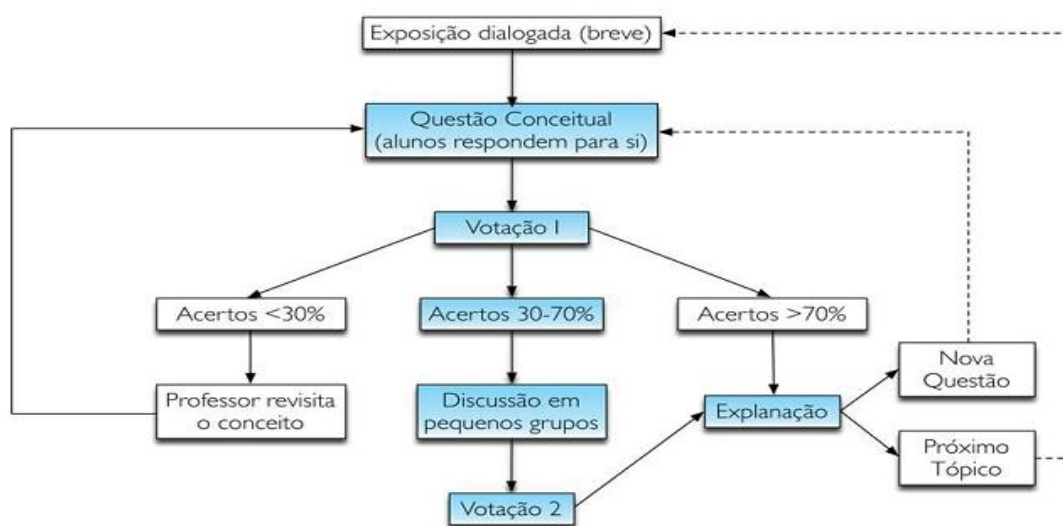 Exposição dialogada (breve)
Questão Conceitual
(alunos respondem para si)
Votação I
Acertos <30%
Acertos 30-70%
Acertos >70%
Professor revisita
o conceito
Discussão em
pequenos grupos
Explanação
Nova
Questão
Próximo
Tópico
Votação 2